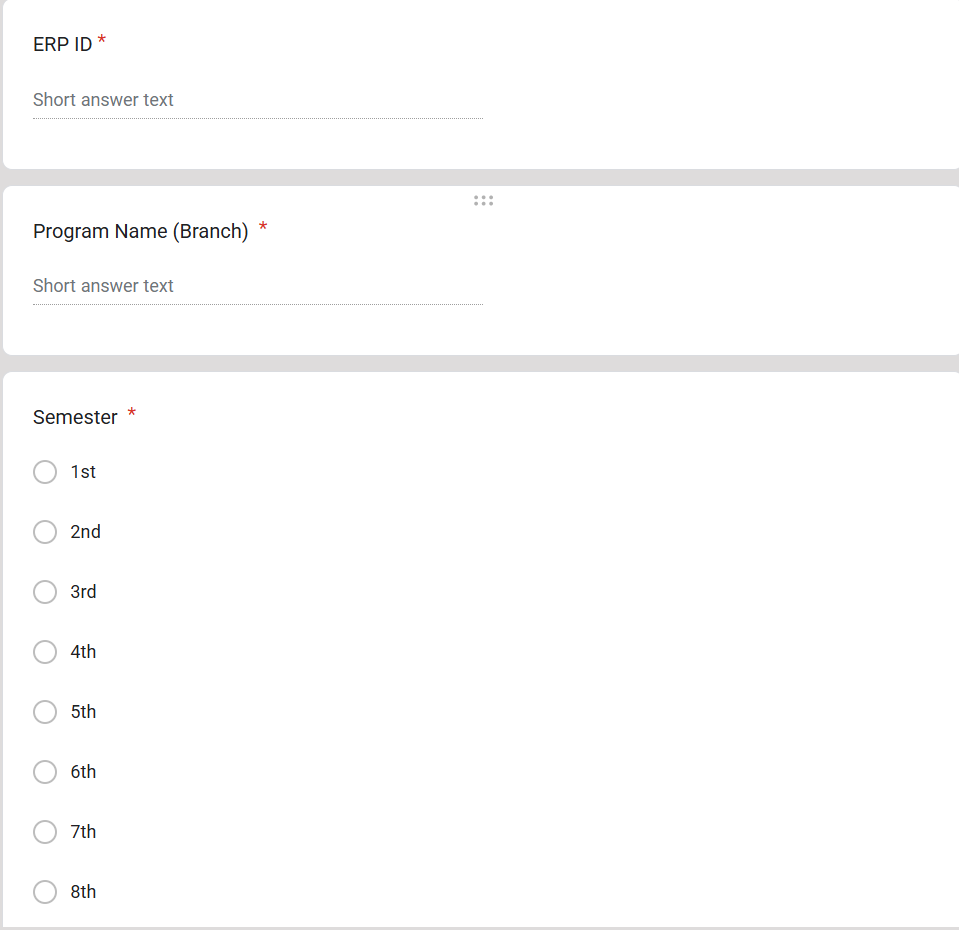 ERP ID *
Short answer text
Program Name (Branch) *
Short answer text
Semester *
1st
2nd
3rd
4th
5th
6th
7th
8th